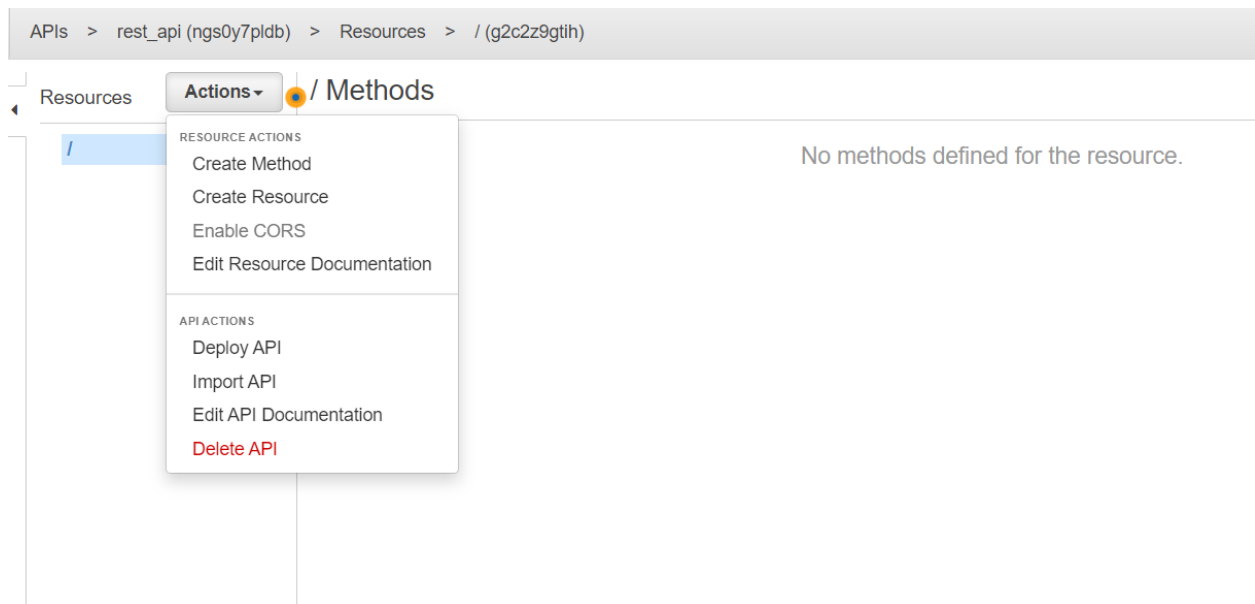 APIs > rest_api (ngs0y7pldb) > Resources > / (g2c2z9gtih)
Resources
Actions
/ Methods
/
RESOURCE ACTIONS
Create Method
Create Resource
Enable CORS
Edit Resource Documentation
API ACTIONS
Deploy API
Import API
Edit API Documentation
Delete API
No methods defined for the resource.